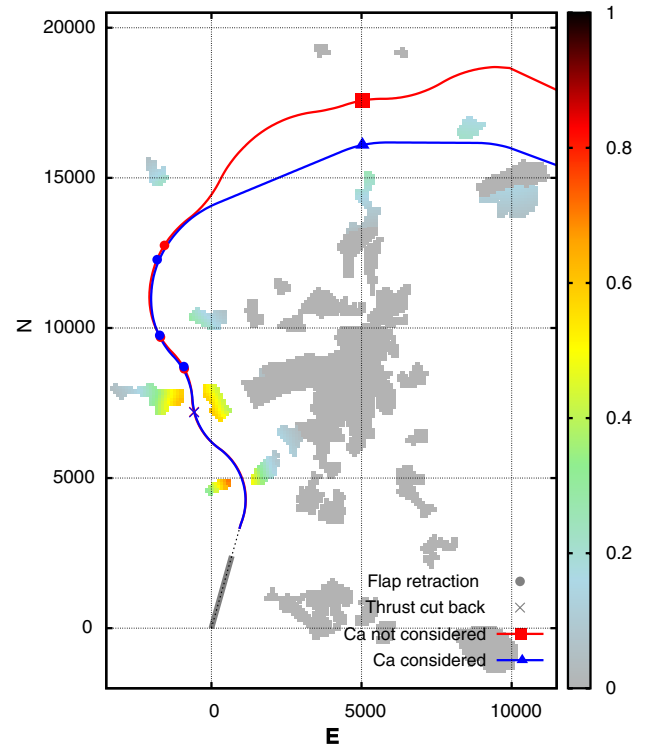 20000
15000
10000
5000
0
N
0
5000
10000
E
Flap retraction
Thrust cut back
Ca not considered
Ca considered
1
0.8
0.6
0.4
0.2
0